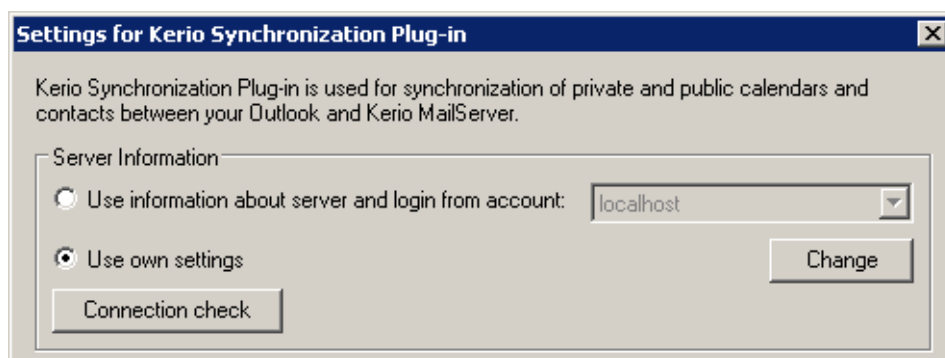 Settings for Kerio Synchronization Plug-in
Kerio Synchronization Plug-in is used for synchronization of private and public calendars and
contacts between your Outlook and Kerio MailServer.
Server Information
Use information about server and login from account: localhost
Use own settings Change
Connection check